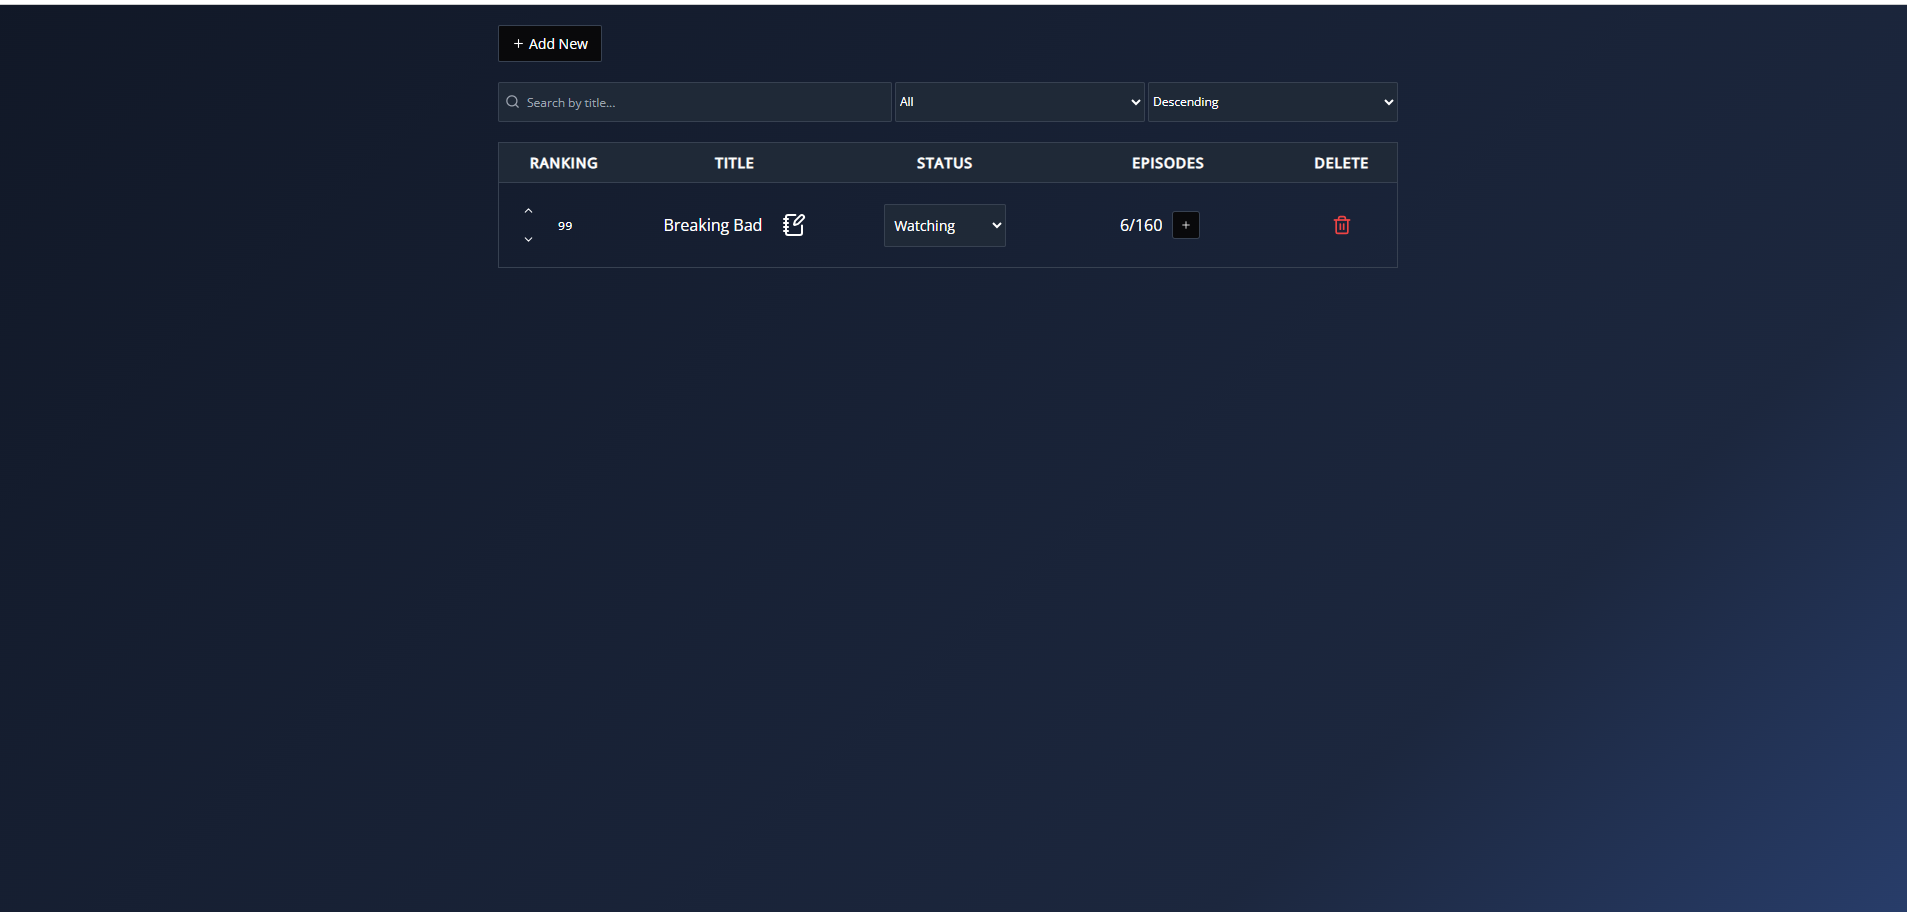 + Add New
Search by title... All Descending
RANKING TITLE STATUS EPISODES DELETE
99 Breaking Bad Watching 6/160 +